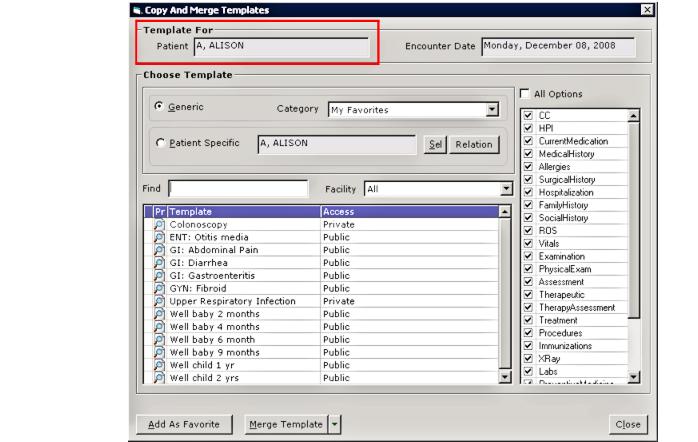 Copy And Merge Templates
Template For
Patient A, ALISON
Encounter Date Monday, December 08, 2008
Choose Template
Generic Category My Favorites
Patient Specific A, ALISON Sel Relation
Find Facility All
Pr Template Access
Colonoscopy Private
ENT: Otitis media Public
GI: Abdominal Pain Public
GI: Diarrhea Public
GI: Gastroenteritis Public
GYN: Fibroid Public
Upper Respiratory Infection Private
Well baby 2 months Public
Well baby 4 months Public
Well baby 6 month Public
Well baby 9 months Public
Well child 1 yr Public
Well child 2 yrs Public
All Options
CC
HPI
CurrentMedication
MedicalHistory
Allergies
SurgicalHistory
Hospitalization
FamilyHistory
SocialHistory
ROS
Vitals
Examination
PhysicalExam
Assessment
Therapeutic
TherapyAssessment
Treatment
Procedures
Immunizations
XRay
Labs
Add As Favorite
Merge Template
Close